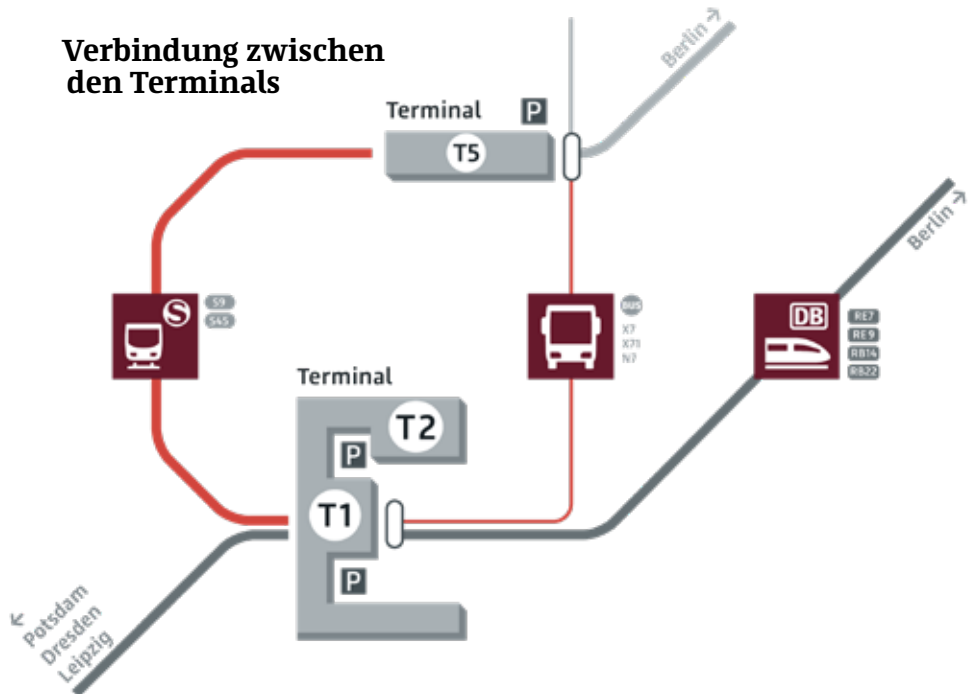 Verbindung zwischen
den Terminals
Berlin →
Terminal P
T5
Berlin →
S
S9
S45
BUS
X7
X71
N7
DB
RE7
RE9
RB14
RB22
Terminal
T2
P
T1
P
←
Potsdam
Dresden
Leipzig